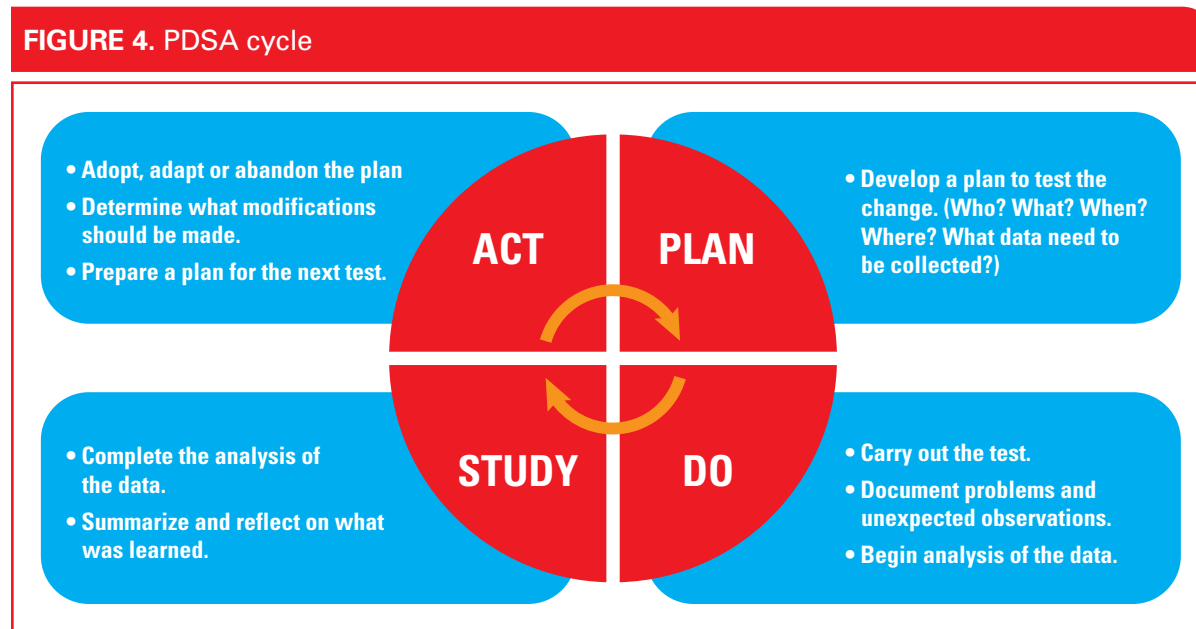 FIGURE 4. PDSA cycle
• Adopt, adapt or abandon the plan
• Determine what modifications
should be made.
• Prepare a plan for the next test.
ACT
PLAN
• Develop a plan to test the
change. (Who? What? When?
Where? What data need to
be collected?)
• Complete the analysis of
the data.
• Summarize and reflect on what
was learned.
STUDY
DO
• Carry out the test.
• Document problems and
unexpected observations.
• Begin analysis of the data.